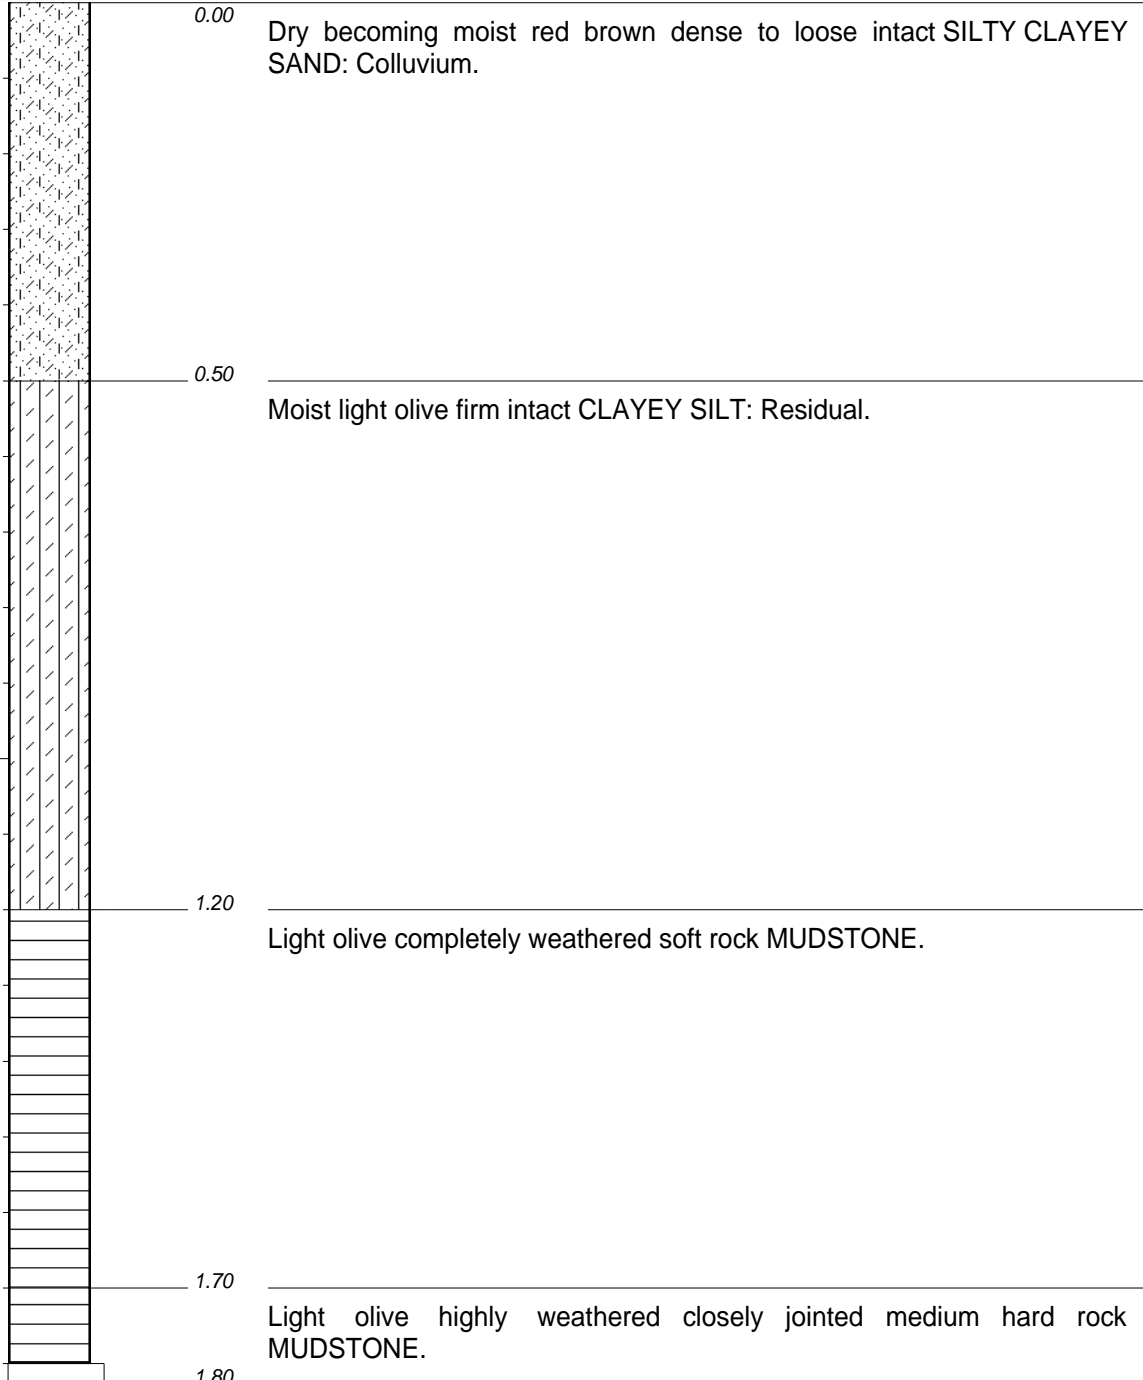 0.00
Dry becoming moist red brown dense to loose intact SILTY CLAYEY
SAND: Colluvium.
0.50
Moist light olive firm intact CLAYEY SILT: Residual.
1.20
Light olive completely weathered soft rock MUDSTONE.
1.70
Light olive highly weathered closely jointed medium hard rock
MUDSTONE.
1.80